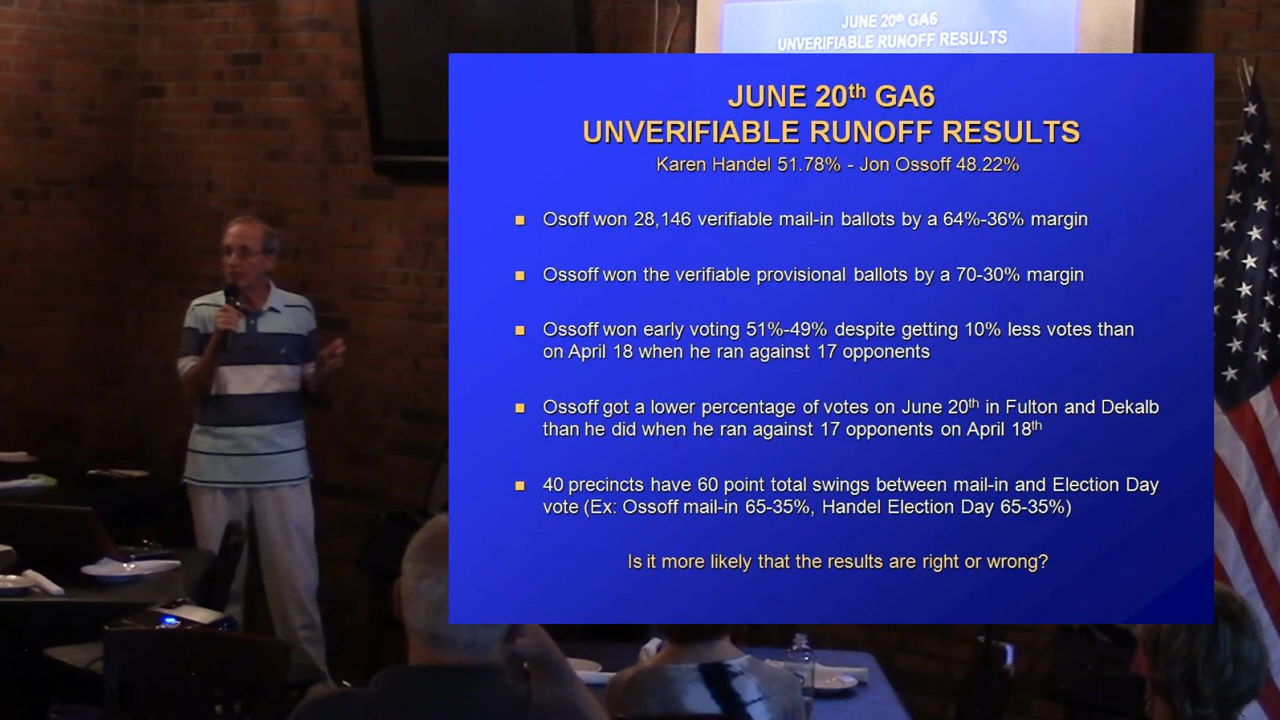 JUNE 20th GA6
UNVERIFIABLE RUNOFF RESULTS
JUNE 20th GA6
UNVERIFIABLE RUNOFF RESULTS
Karen Handel 51.78% - Jon Ossoff 48.22%
■ Osoff won 28,146 verifiable mail-in ballots by a 64%-36% margin
■ Ossoff won the verifiable provisional ballots by a 70-30% margin
■ Ossoff won early voting 51%-49% despite getting 10% less votes than
on April 18 when he ran against 17 opponents
■ Ossoff got a lower percentage of votes on June 20th in Fulton and Dekalb
than he did when he ran against 17 opponents on April 18th
■ 40 precincts have 60 point total swings between mail-in and Election Day
vote (Ex: Ossoff mail-in 65-35%, Handel Election Day 65-35%)
Is it more likely that the results are right or wrong?